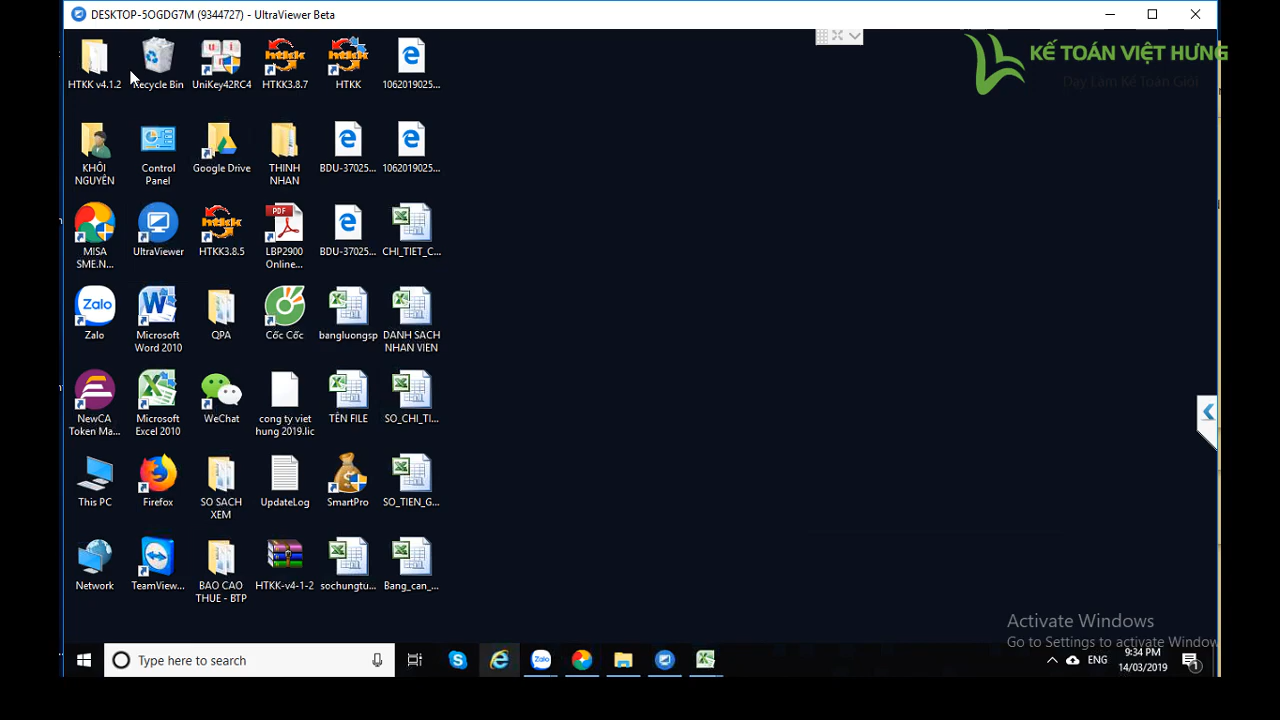 DESKTOP-5OGDG7M (9344727) - UltraViewer Beta
KẾ TOÁN VIỆT HƯNG
Dạy Làm Kế Toán Giỏi
HTKK v4.1.2
Recycle Bin
UniKey42RC4
HTKK3.8.7
HTKK
1062019025...
KHÔI
NGUYÊN
Control
Panel
Google Drive
THINH
NHAN
BDU-37025...
1062019025...
MISA
SME.N...
UltraViewer
HTKK3.8.5
PDF
LBP2900
Online...
BDU-37025...
CHI_TIET_C...
Zalo
Zalo
Microsoft
Word 2010
QPA
Cốc Cốc
bangluongsp
DANH SACH
NHAN VIEN
NewCA
Token Ma...
Microsoft
Excel 2010
WeChat
cong ty viet
hung 2019.lic
TÊN FILE
SO_CHI_TI...
This PC
Firefox
SO SACH
XEM
UpdateLog
SmartPro
SO_TIEN_G...
Network
TeamView...
BAO CAO
THUE - BTP
HTKK-v4-1-2
sochungtu...
Bang_can_...
Activate Windows
Go to Settings to activate Window
Type here to search
Zalo
ENG
9:34 PM
14/03/2019
1